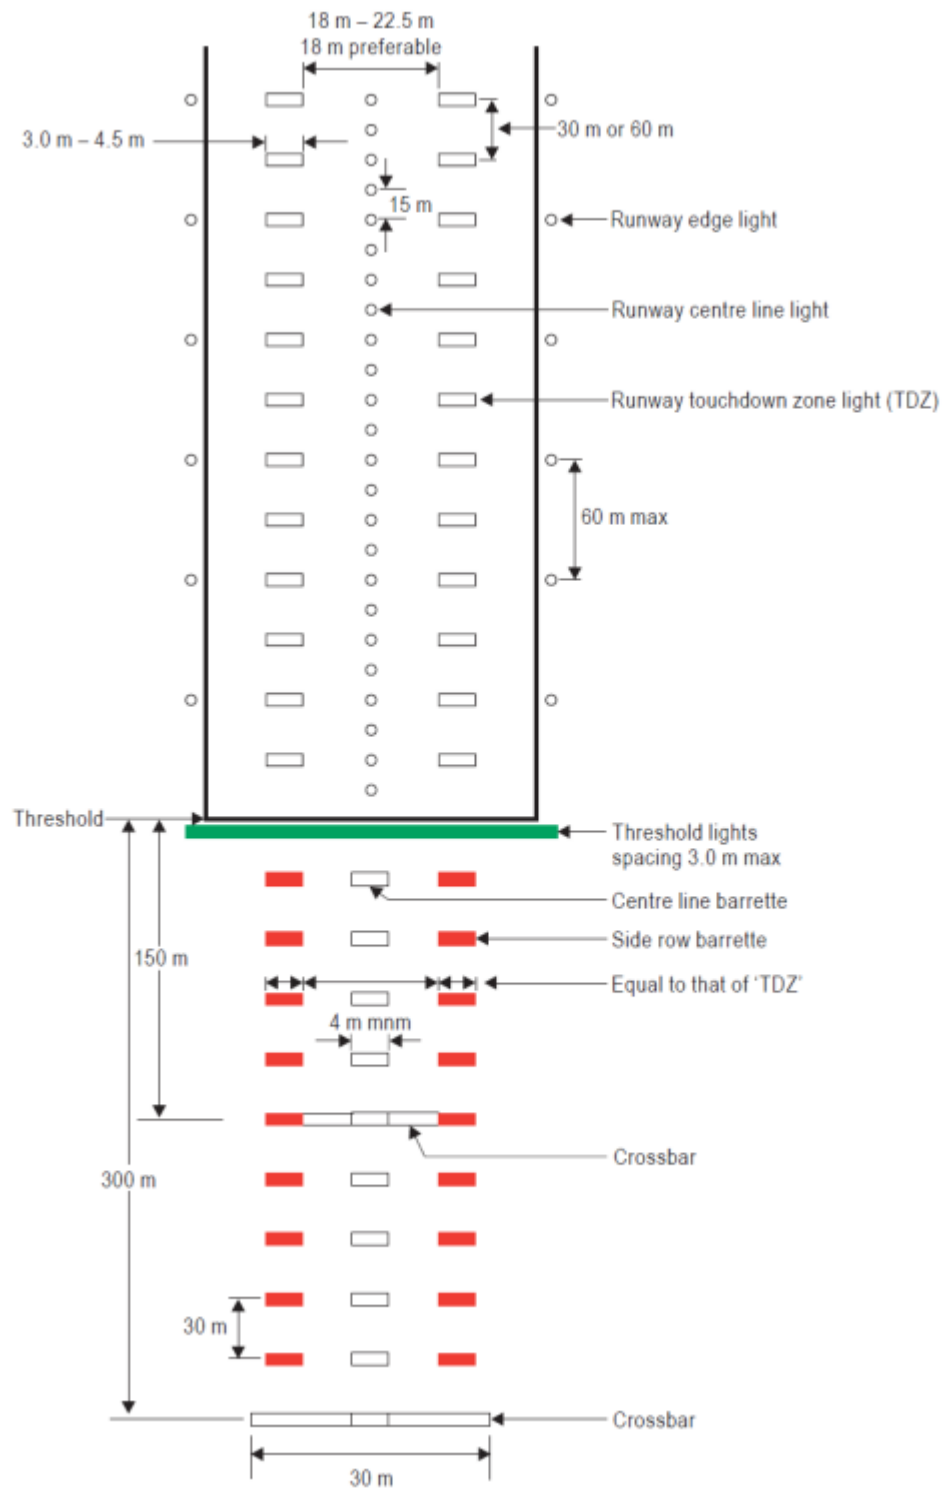 18 m – 22.5 m
18 m preferable
3.0 m – 4.5 m
30 m or 60 m
15 m
Runway edge light
Runway centre line light
Runway touchdown zone light (TDZ)
60 m max
Threshold
Threshold lights
spacing 3.0 m max
Centre line barrette
Side row barrette
150 m
Equal to that of ‘TDZ’
4 m mnm
Crossbar
300 m
30 m
Crossbar
30 m